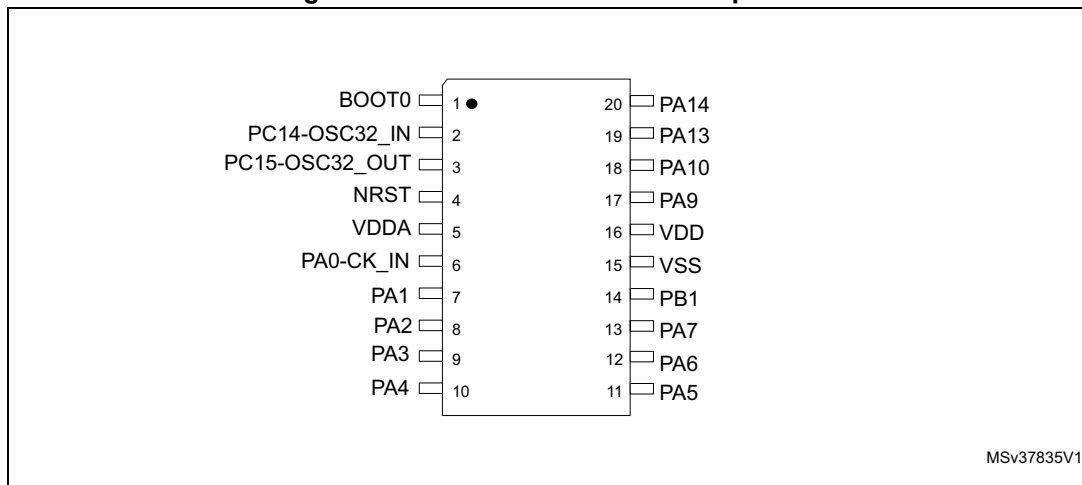 BOOT0 1 20 PA14
PC14-OSC32_IN 2 19 PA13
PC15-OSC32_OUT 3 18 PA10
NRST 4 17 PA9
VDDA 5 16 VDD
PA0-CK_IN 6 15 VSS
PA1 7 14 PB1
PA2 8 13 PA7
PA3 9 12 PA6
PA4 10 11 PA5
MSv37835V1